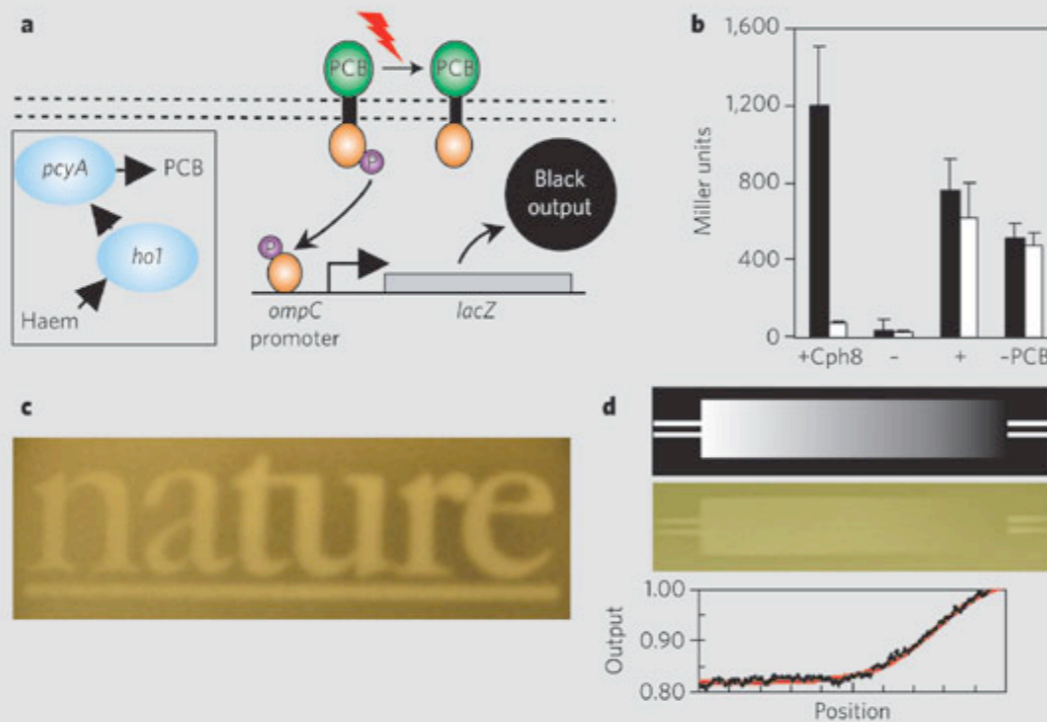 a
PCB
PCB
pcyA
PCB
ho1
Haem
P
P
Black
output
ompC
promoter
lacZ
b
1,600
1,200
800
400
0
Miller units
+Cph8
-
+
-PCB
c
nature
d
1.00
0.90
0.80
Output
Position